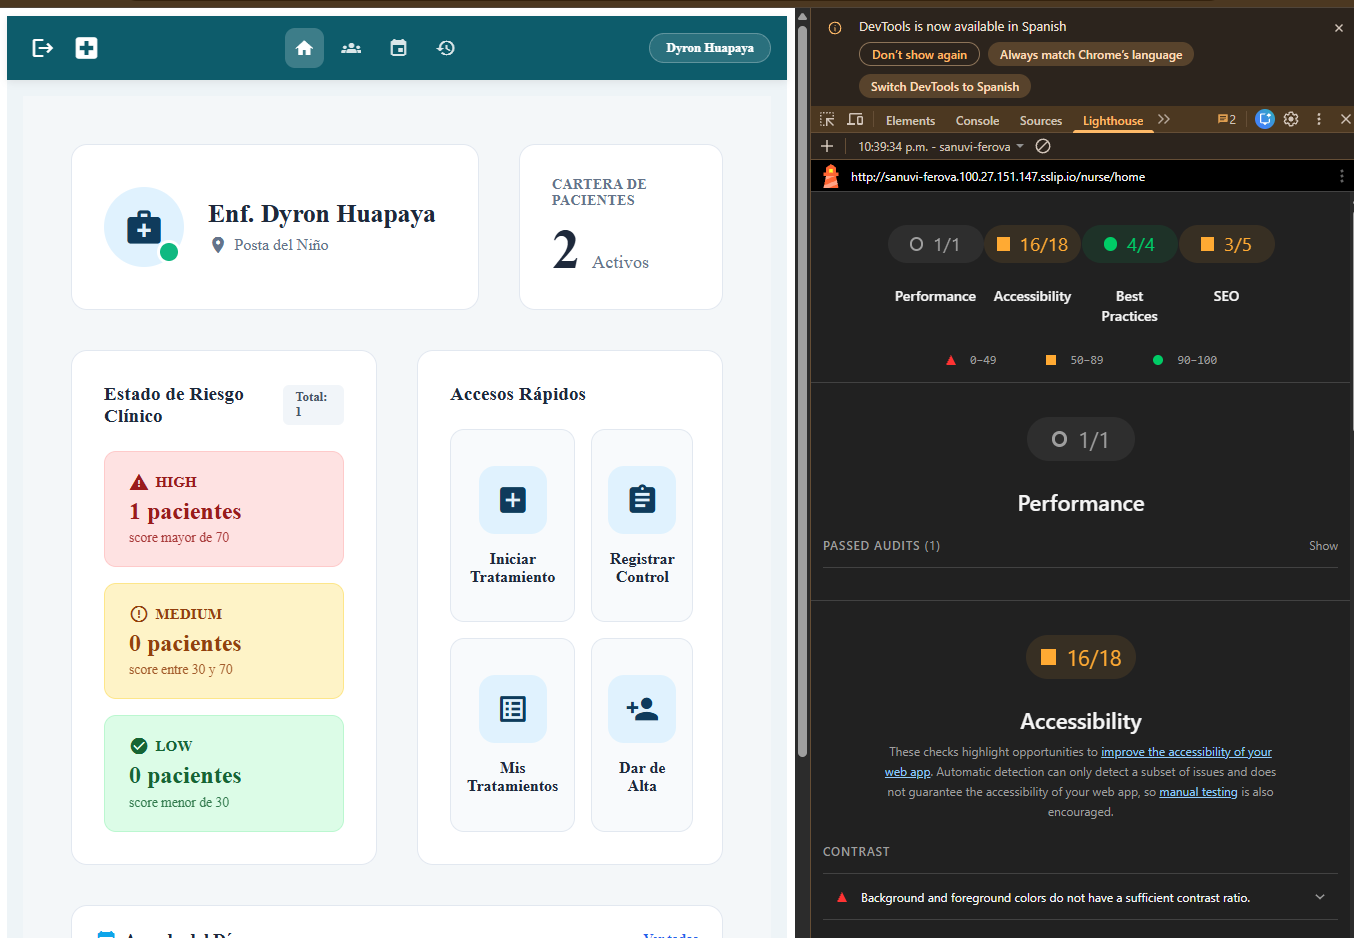 Dyron Huapaya
Enf. Dyron Huapaya
Posta del Niño
CARTERA DE
PACIENTES
2 Activos
Estado de Riesgo
Clínico
Total:
1
HIGH
1 pacientes
score mayor de 70
MEDIUM
0 pacientes
score entre 30 y 70
LOW
0 pacientes
score menor de 30
Accesos Rápidos
Iniciar
Tratamiento
Registrar
Control
Mis
Tratamientos
Dar de
Alta
DevTools is now available in Spanish
Don't show again
Always match Chrome's language
Switch DevTools to Spanish
Elements
Console
Sources
Lighthouse
2
10:39:34 p.m. - sanuvi-ferova
http://sanuvi-ferova.100.27.151.147.sslip.io/nurse/home
1/1
16/18
4/4
3/5
Performance
Accessibility
Best
Practices
SEO
0–49
50–89
90–100
1/1
Performance
PASSED AUDITS (1)
Show
16/18
Accessibility
These checks highlight opportunities to improve the accessibility of your
web app. Automatic detection can only detect a subset of issues and does
not guarantee the accessibility of your web app, so manual testing is also
encouraged.
CONTRAST
Background and foreground colors do not have a sufficient contrast ratio.